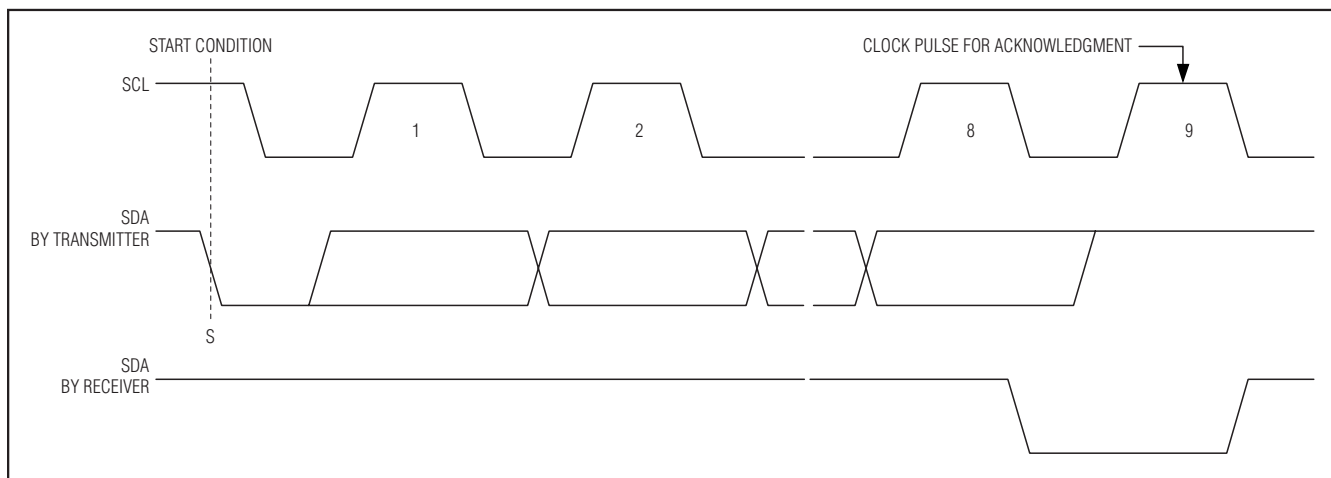 START CONDITION
CLOCK PULSE FOR ACKNOWLEDGMENT
SCL
1
2
8
9
SDA
BY TRANSMITTER
S
SDA
BY RECEIVER